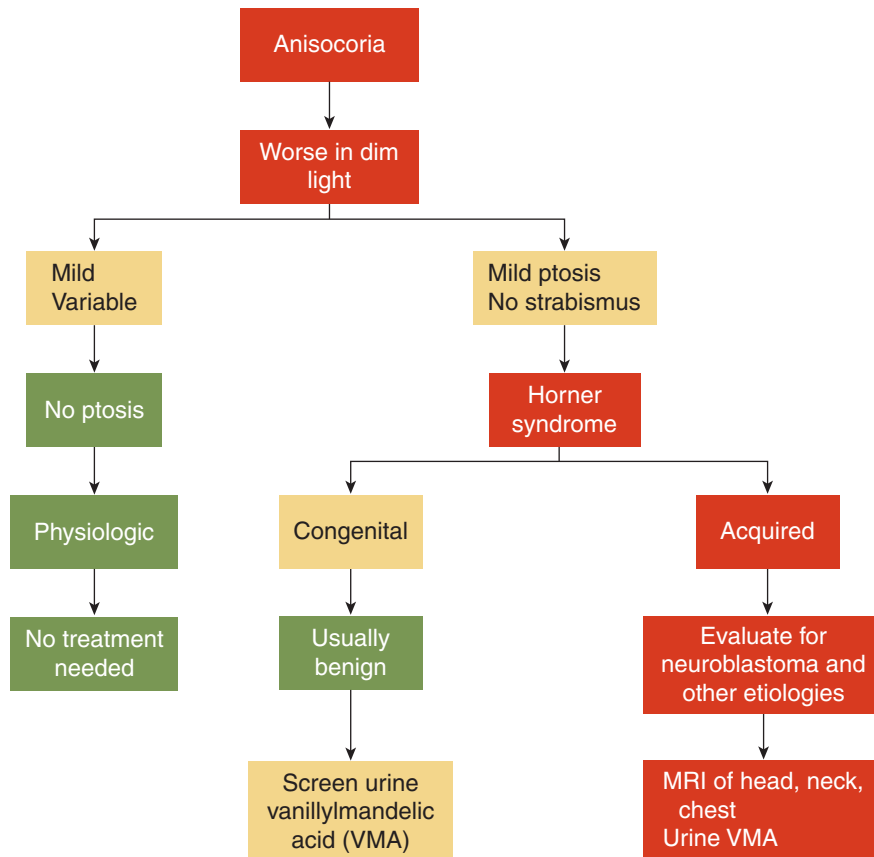 Anisocoria
Worse in dim
light
Mild
Variable
Mild ptosis
No strabismus
No ptosis
Horner
syndrome
Physiologic
Congenital
Acquired
No treatment
needed
Usually
benign
Evaluate for
neuroblastoma and
other etiologies
Screen urine
vanillylmandelic
acid (VMA)
MRI of head, neck,
chest
Urine VMA